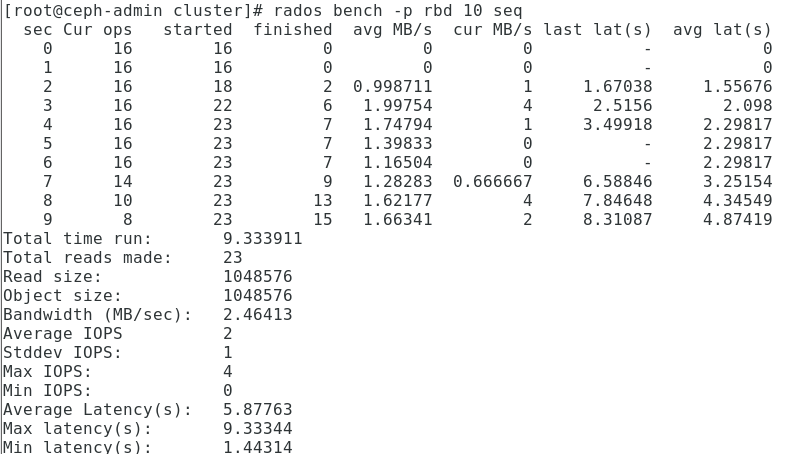 [root@ceph-admin cluster]# rados bench -p rbd 10 seq
  sec Cur ops   started  finished  avg MB/s  cur MB/s last lat(s)  avg lat(s)
    0      16        16         0         0         0           -           0
    1      16        16         0         0         0           -           0
    2      16        18         2  0.998711         1     1.67038     1.55676
    3      16        22         6   1.99754         4      2.5156       2.098
    4      16        23         7   1.74794         1     3.49918     2.29817
    5      16        23         7   1.39833         0           -     2.29817
    6      16        23         7   1.16504         0           -     2.29817
    7      14        23         9   1.28283  0.666667     6.58846     3.25154
    8      10        23        13   1.62177         4     7.84648     4.34549
    9       8        23        15   1.66341         2     8.31087     4.87419
Total time run:       9.333911
Total reads made:     23
Read size:            1048576
Object size:          1048576
Bandwidth (MB/sec):   2.46413
Average IOPS          2
Stddev IOPS:          1
Max IOPS:             4
Min IOPS:             0
Average Latency(s):   5.87763
Max latency(s):       9.33344
Min latency(s):       1.44314